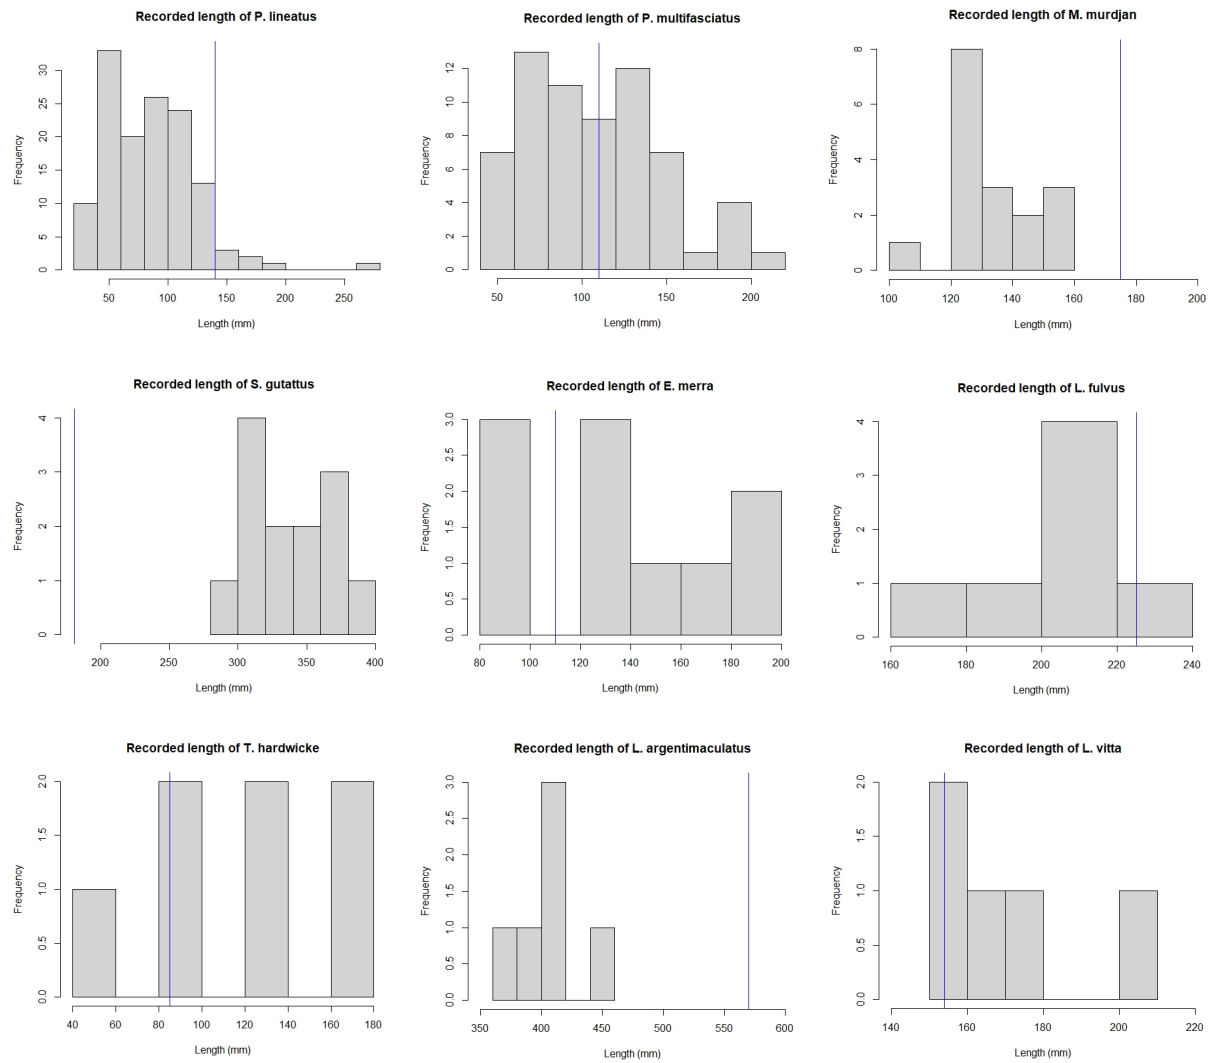 Recorded length of P. lineatus
Frequency
0 5 10 15 20 25 30
50 100 150 200 250
Length (mm)
Recorded length of P. multifasciatus
Frequency
0 2 4 6 8 10 12
50 100 150 200
Length (mm)
Recorded length of M. murdjan
Frequency
0 2 4 6 8
100 120 140 160 180 200
Length (mm)
Recorded length of S. gutattus
Frequency
0 1 2 3 4
200 250 300 350 400
Length (mm)
Recorded length of E. merra
Frequency
0.0 0.5 1.0 1.5 2.0 2.5 3.0
80 100 120 140 160 180 200
Length (mm)
Recorded length of L. fulvus
Frequency
0 1 2 3 4
160 180 200 220 240
Length (mm)
Recorded length of T. hardwicke
Frequency
0.0 0.5 1.0 1.5 2.0
40 60 80 100 120 140 160 180
Length (mm)
Recorded length of L. argentimaculatus
Frequency
0.0 0.5 1.0 1.5 2.0 2.5 3.0
350 400 450 500 550 600
Length (mm)
Recorded length of L. vitta
Frequency
0.0 0.5 1.0 1.5 2.0
140 160 180 200 220
Length (mm)